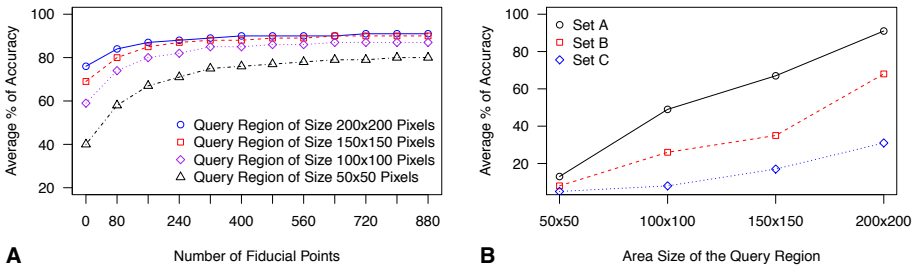 100
80
60
40
20
Average % of Accuracy
Query Region of Size 200x200 Pixels
Query Region of Size 150x150 Pixels
Query Region of Size 100x100 Pixels
Query Region of Size 50x50 Pixels
0 80 240 400 560 720 880
Number of Fiducial Points
A
100
80
60
40
20
Average % of Accuracy
Set A
Set B
Set C
50x50 100x100 150x150 200x200
Area Size of the Query Region
B